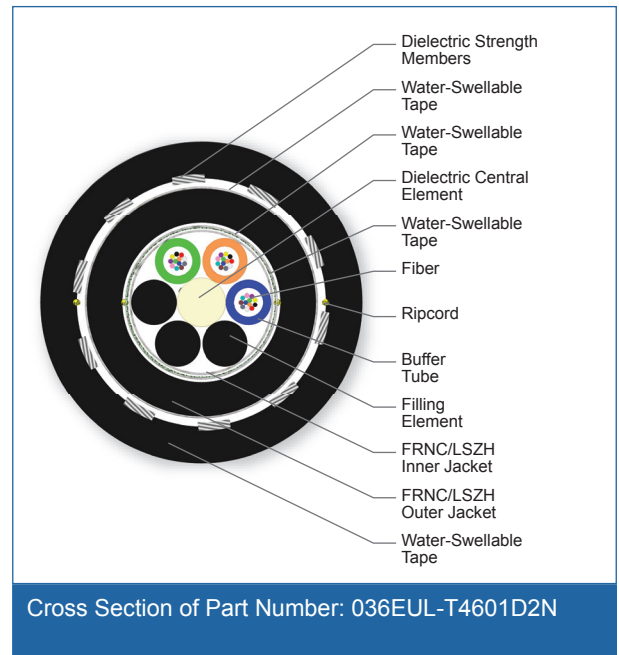 Dielectric Strength
Members
Water-Swellable
Tape
Water-Swellable
Tape
Dielectric Central
Element
Water-Swellable
Tape
Fiber
Ripcord
Buffer
Tube
Filling
Element
FRNC/LSZH
Inner Jacket
FRNC/LSZH
Outer Jacket
Water-Swellable
Tape
Cross Section of Part Number: 036EUL-T4601D2N